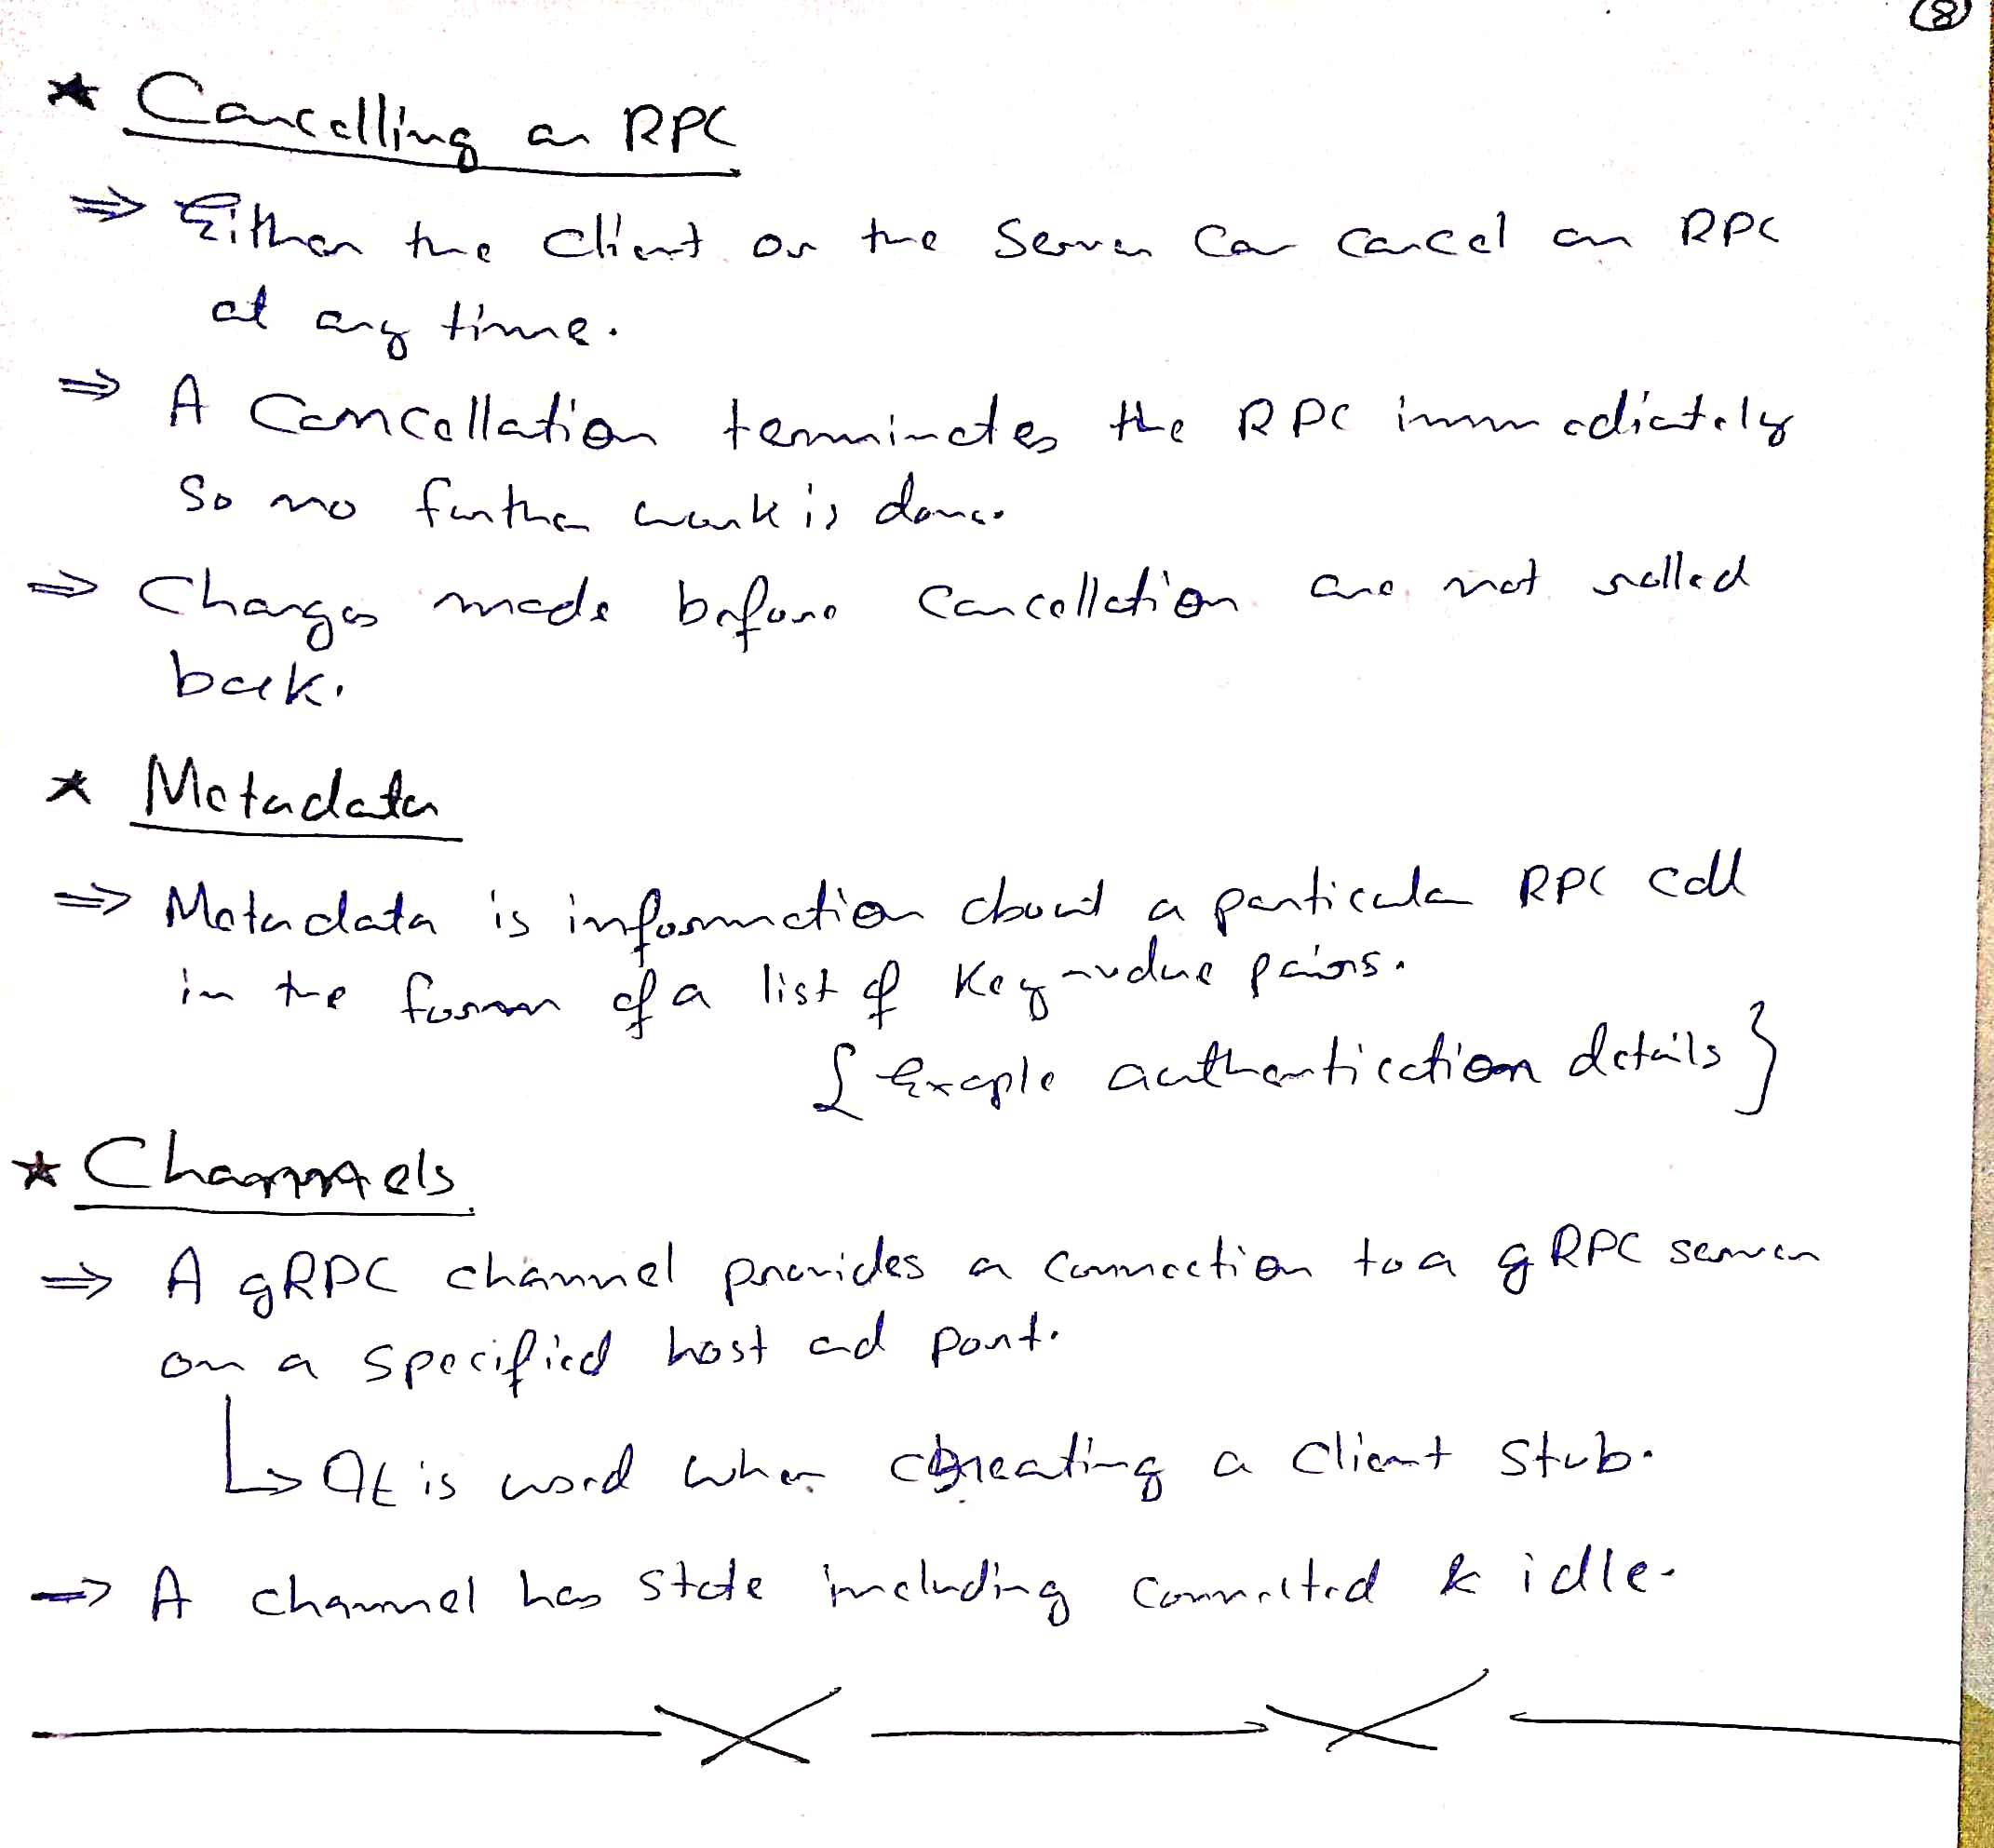 8
* Cancelling an RPC
⇒ Either the client or the server can cancel an RPC
at any time.
⇒ A Cancellation terminates the RPC immediately
So no further work is done.
⇒ Changes made before cancellation are not rolled
back.
* Metadata
⇒ Metadata is information about a particular RPC call
in the form of a list of key-value pairs.
{ Exaple authentication details }
* Channels
⇒ A gRPC channel provides a connection to a gRPC server
on a specified host and port.
↳ It is used when creating a client stub.
⇒ A channel has state including connected & idle.